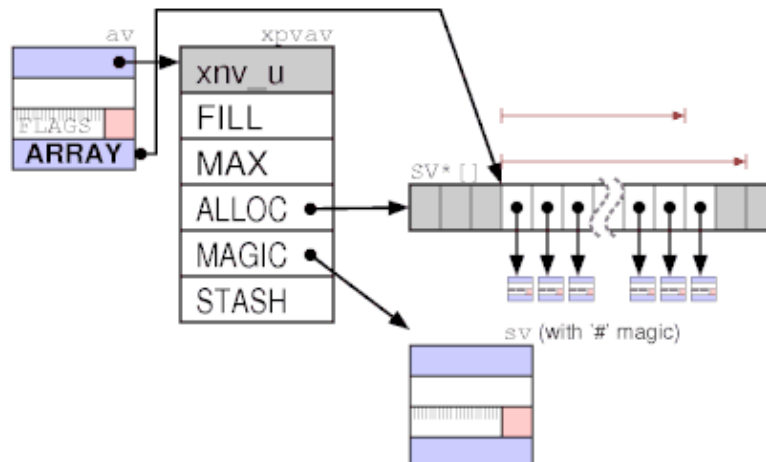 av
xpvav
xnv_u
FLAGS
ARRAY
FILL
MAX
ALLOC
MAGIC
STASH
SV*[]
sv (with '#' magic)